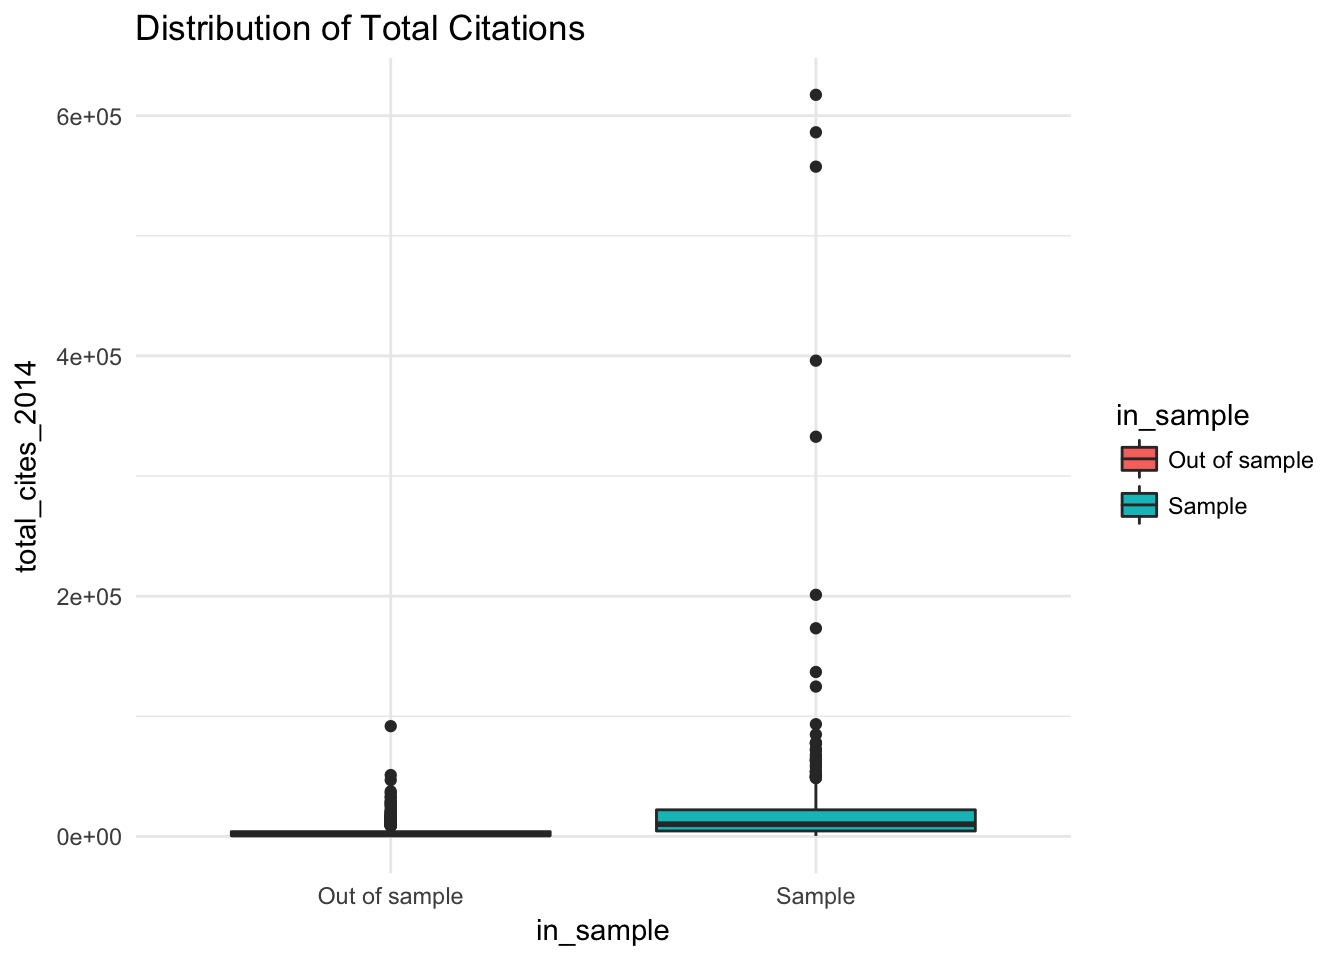 Distribution of Total Citations
6e+05
4e+05
2e+05
0e+00
total_cites_2014
Out of sample
Sample
in_sample
in_sample
Out of sample
Sample